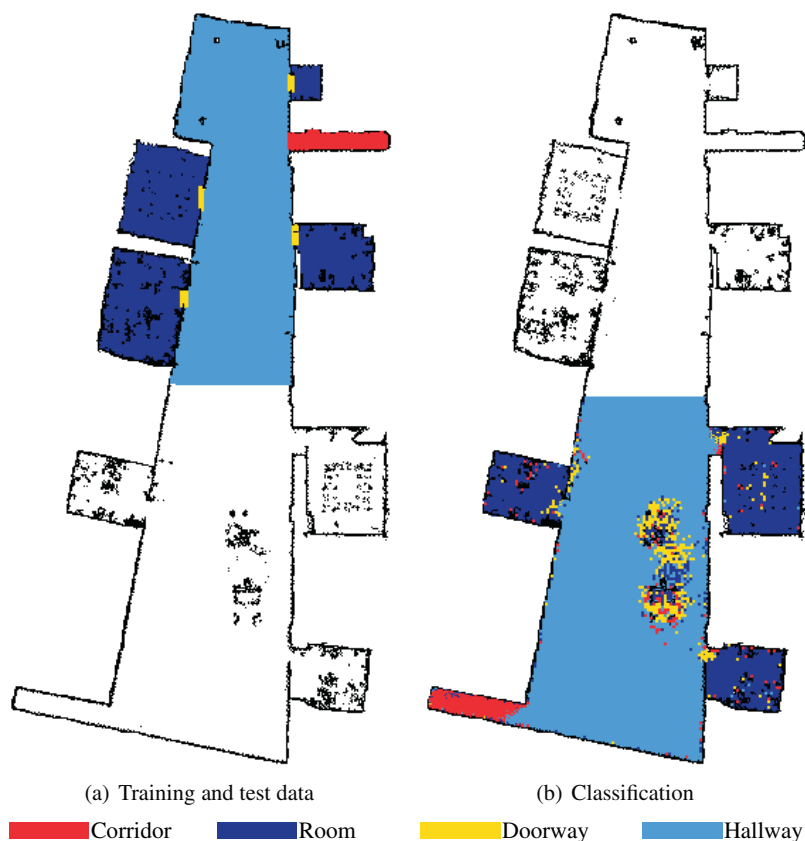 (a) Training and test data (b) Classification
Corridor Room Doorway Hallway